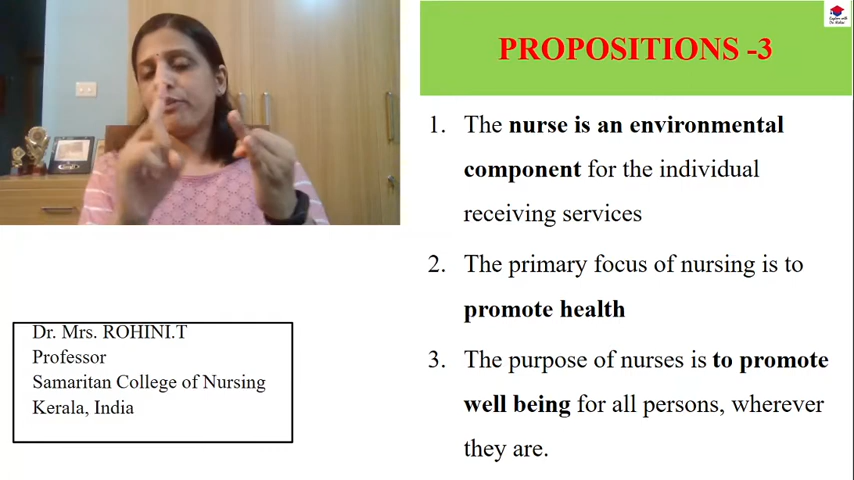 PROPOSITIONS -3
1. The nurse is an environmental
component for the individual
receiving services
2. The primary focus of nursing is to
promote health
3. The purpose of nurses is to promote
well being for all persons, wherever
they are.
Dr. Mrs. ROHINI.T
Professor
Samaritan College of Nursing
Kerala, India